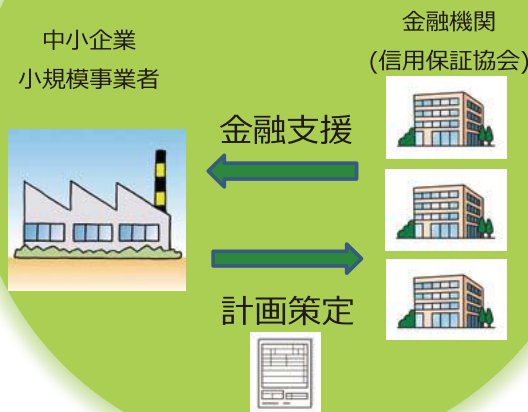 中小企業
小規模事業者
金融機関
(信用保証協会)
金融支援
計画策定